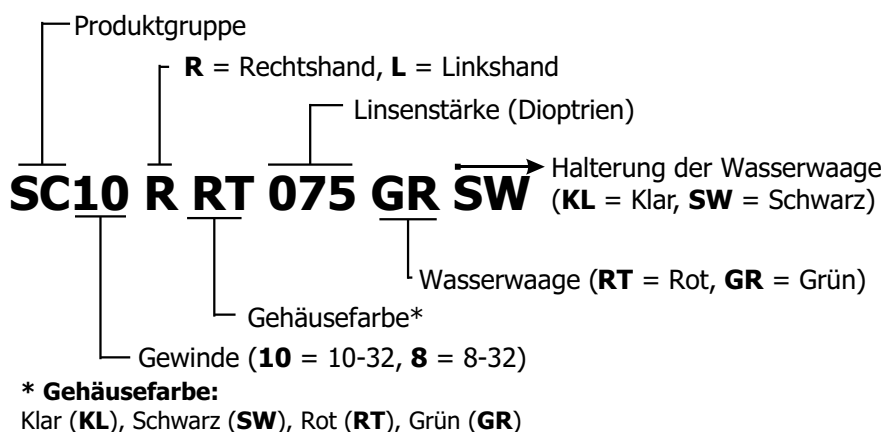 Produktgruppe
R = Rechtshand, L = Linkshand
Linsenstärke (Dioptrien)
SC10 R RT 075 GR SW
Halterung der Wasserwaage
(KL = Klar, SW = Schwarz)
Wasserwaage (RT = Rot, GR = Grün)
Gehäusefarbe*
Gewinde (10 = 10-32, 8 = 8-32)
* Gehäusefarbe:
Klar (KL), Schwarz (SW), Rot (RT), Grün (GR)